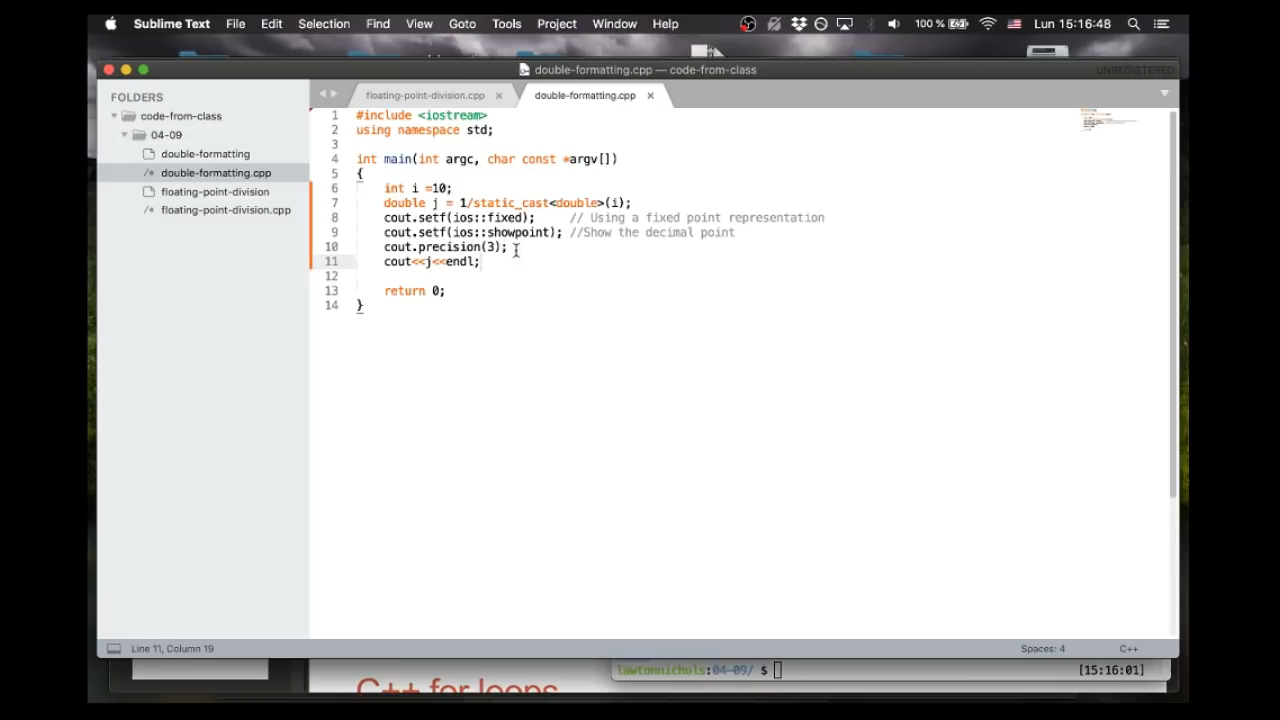 Sublime Text File Edit Selection Find View Goto Tools Project Window Help 100 % Lun 15:16:48
double-formatting.cpp — code-from-class UNREGISTERED
FOLDERS
code-from-class
04-09
double-formatting
double-formatting.cpp
floating-point-division
floating-point-division.cpp
floating-point-division.cpp × double-formatting.cpp ×
1 #include <iostream>
2 using namespace std;
3
4 int main(int argc, char const *argv[])
5 {
6 int i =10;
7 double j = 1/static_cast<double>(i);
8 cout.setf(ios::fixed); // Using a fixed point representation
9 cout.setf(ios::showpoint); //Show the decimal point
10 cout.precision(3);
11 cout<<j<<endl;
12
13 return 0;
14 }
Line 11, Column 19 Spaces: 4 C++
C++ for loops
lawtonnichols:04-09/ $ [15:16:01]